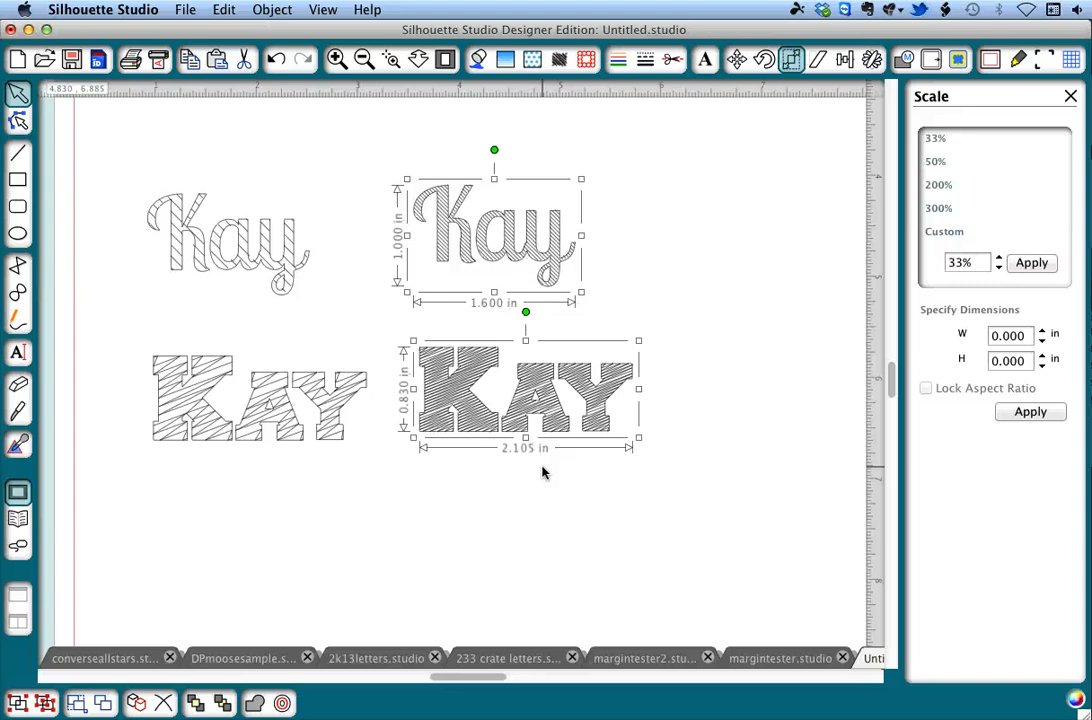 Silhouette Studio File Edit Object View Help
Silhouette Studio Designer Edition: Untitled.studio
4.830 , 6.885
Scale
33%
50%
200%
300%
Custom
33% Apply
Specify Dimensions
W 0.000 in
H 0.000 in
Lock Aspect Ratio
Apply
Kay
Kay
1.000 in
1.600 in
KAY
KAY
0.830 in
2.105 in
converseallstars.st... DPmoosesample.s... 2k13letters.studio 233 crate letters.s... margintester2.stu... margintester.studio Unti